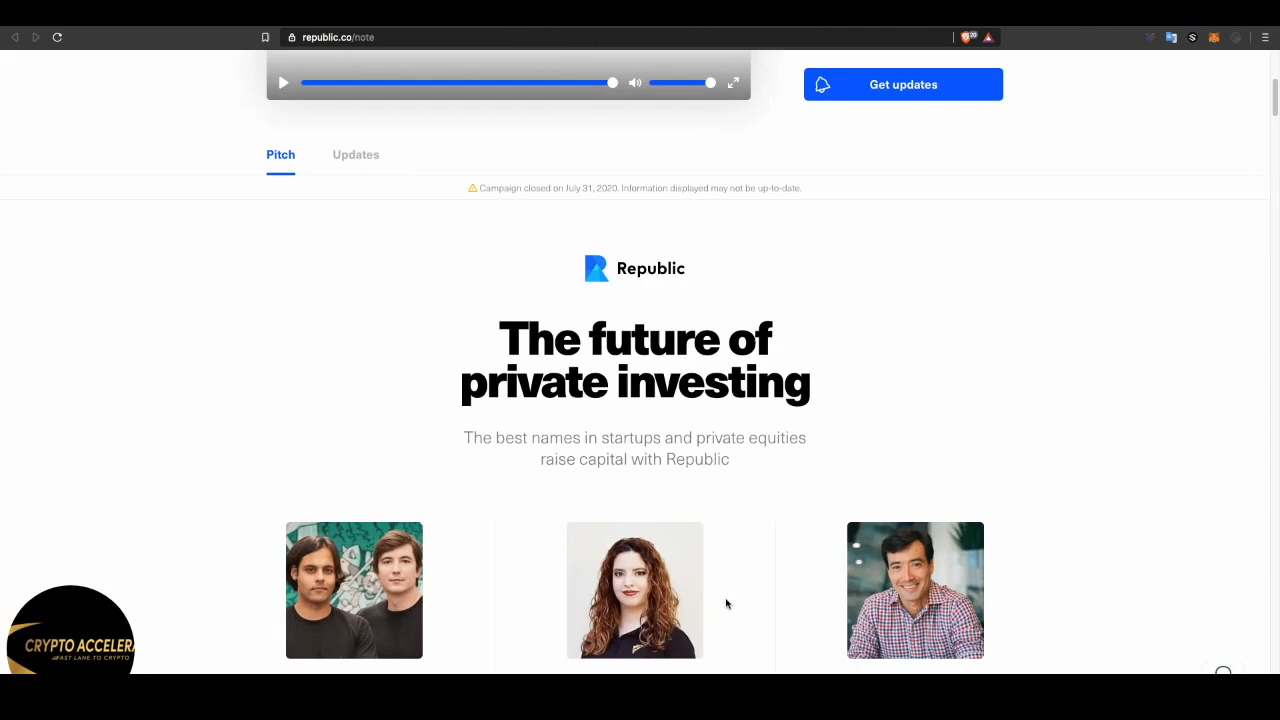 republic.co/note
20
Get updates
Pitch
Updates
Campaign closed on July 31, 2020. Information displayed may not be up-to-date.
Republic
The future of
private investing
The best names in startups and private equities
raise capital with Republic
CRYPTO ACCELERA
FAST LANE TO CRYPTO